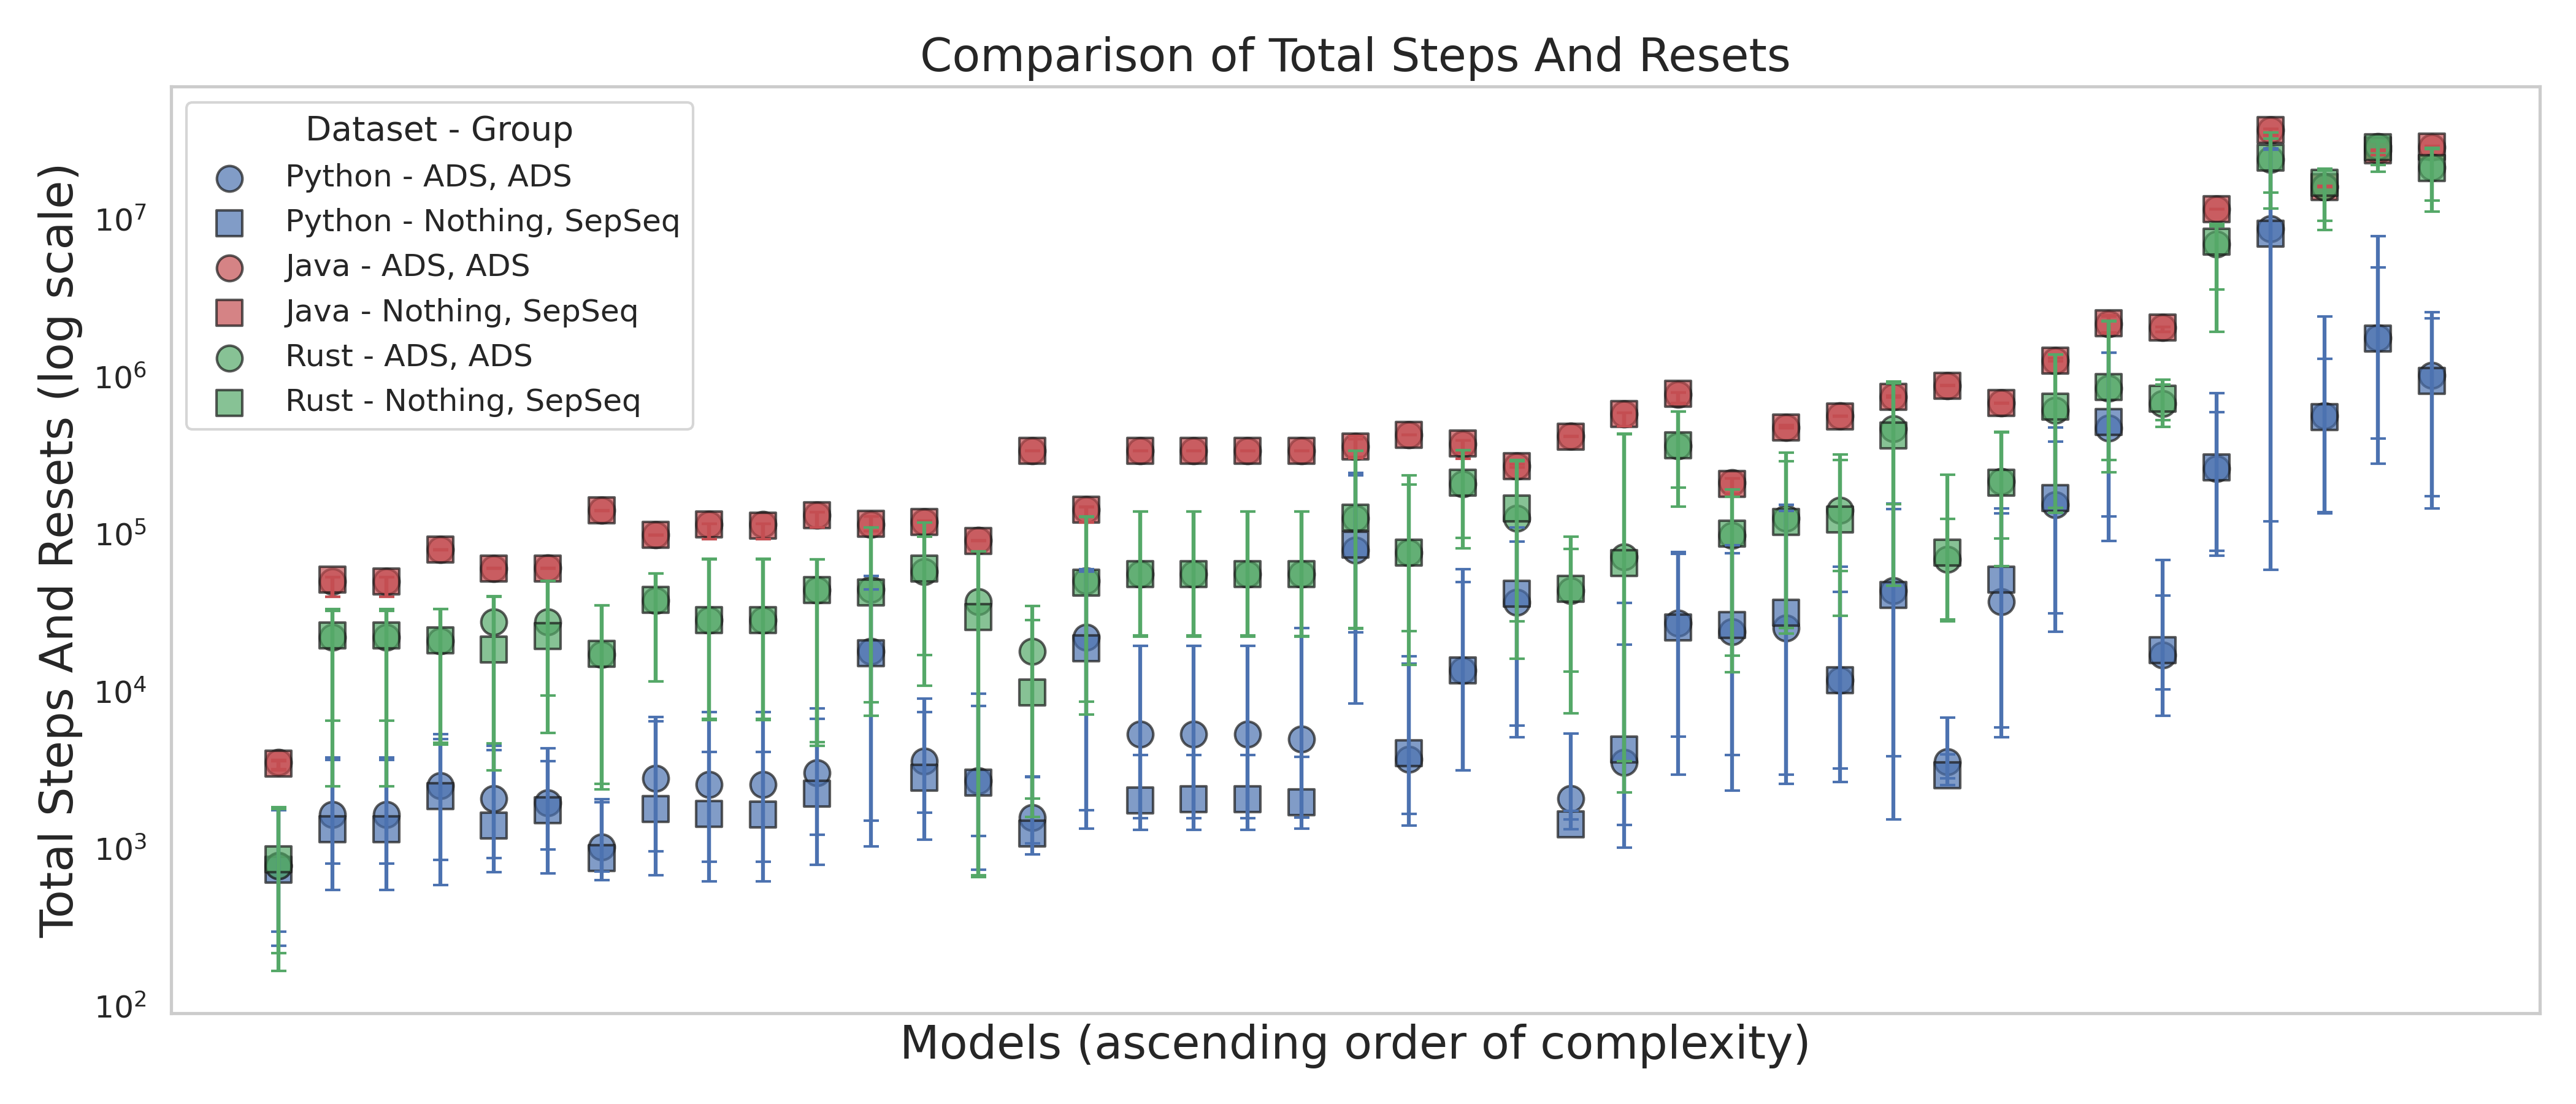 Comparison of Total Steps And Resets
Dataset - Group
Python - ADS, ADS
Python - Nothing, SepSeq
Java - ADS, ADS
Java - Nothing, SepSeq
Rust - ADS, ADS
Rust - Nothing, SepSeq
Total Steps And Resets (log scale)
10⁷
10⁶
10⁵
10⁴
10³
10²
Models (ascending order of complexity)